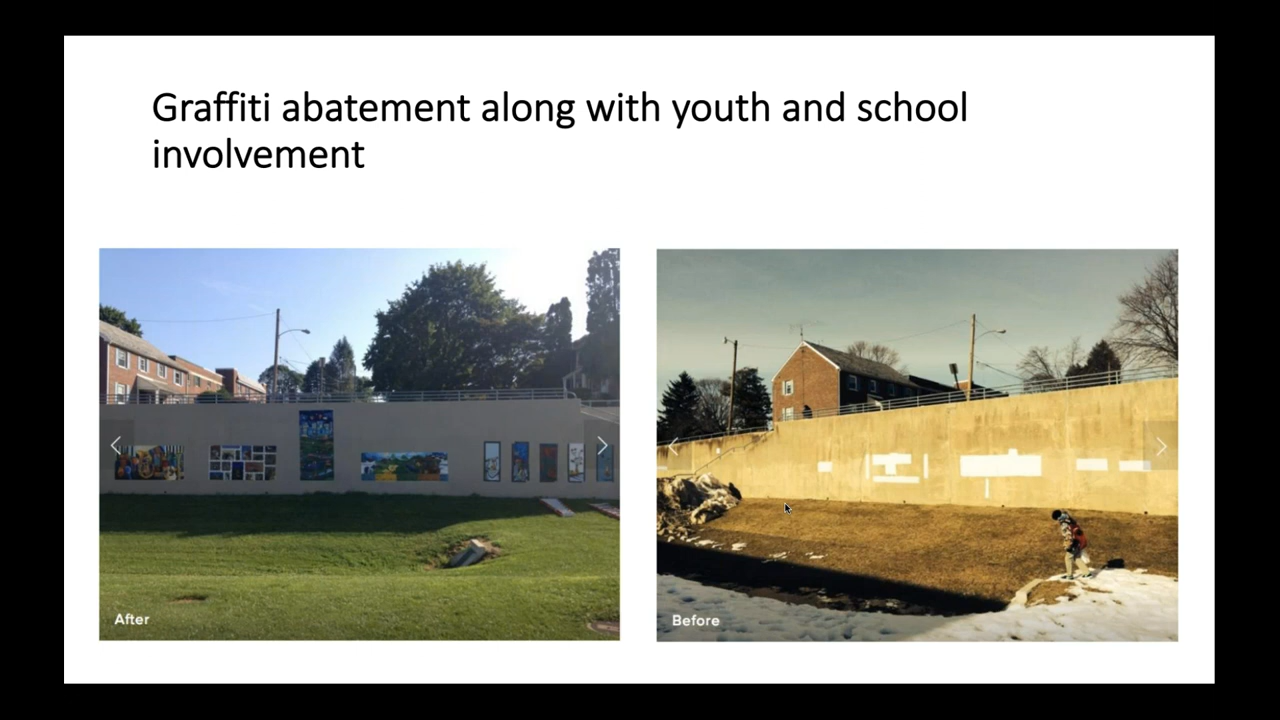 Graffiti abatement along with youth and school
involvement
After
Before